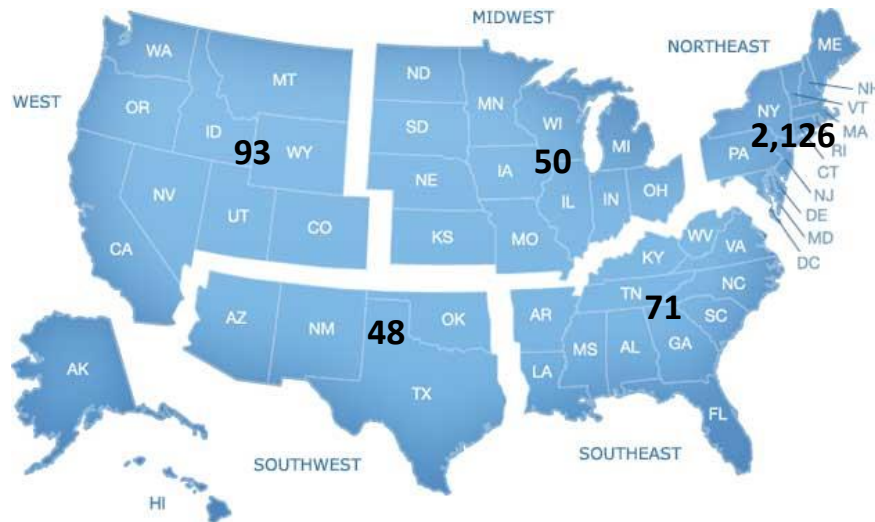 MIDWEST
NORTHEAST
WEST
SOUTHWEST
SOUTHEAST
WA
MT
OR
ID
WY
93
NV
UT
CO
CA
AK
HI
ND
MN
SD
WI
MI
50
NE
IA
IL
IN
OH
KS
MO
AZ
NM
48
OK
TX
AR
LA
MS
AL
TN
71
KY
WV
VA
NC
SC
GA
FL
ME
NH
VT
NY
2,126
MA
RI
PA
CT
NJ
DE
MD
DC